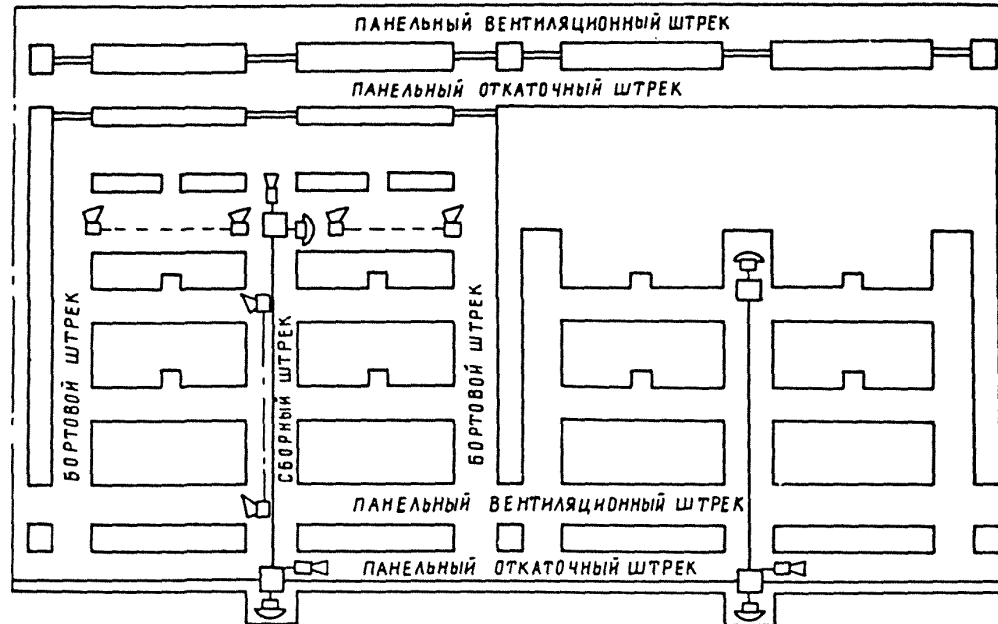 ПАНЕЛЬНЫЙ ВЕНТИЛЯЦИОННЫЙ ШТРЕК
ПАНЕЛЬНЫЙ ОТКАТОЧНЫЙ ШТРЕК
БОРТОВОЙ ШТРЕК
СБОРНЫЙ ШТРЕК
БОРТОВОЙ ШТРЕК
ПАНЕЛЬНЫЙ ВЕНТИЛЯЦИОННЫЙ ШТРЕК
ПАНЕЛЬНЫЙ ОТКАТОЧНЫЙ ШТРЕК